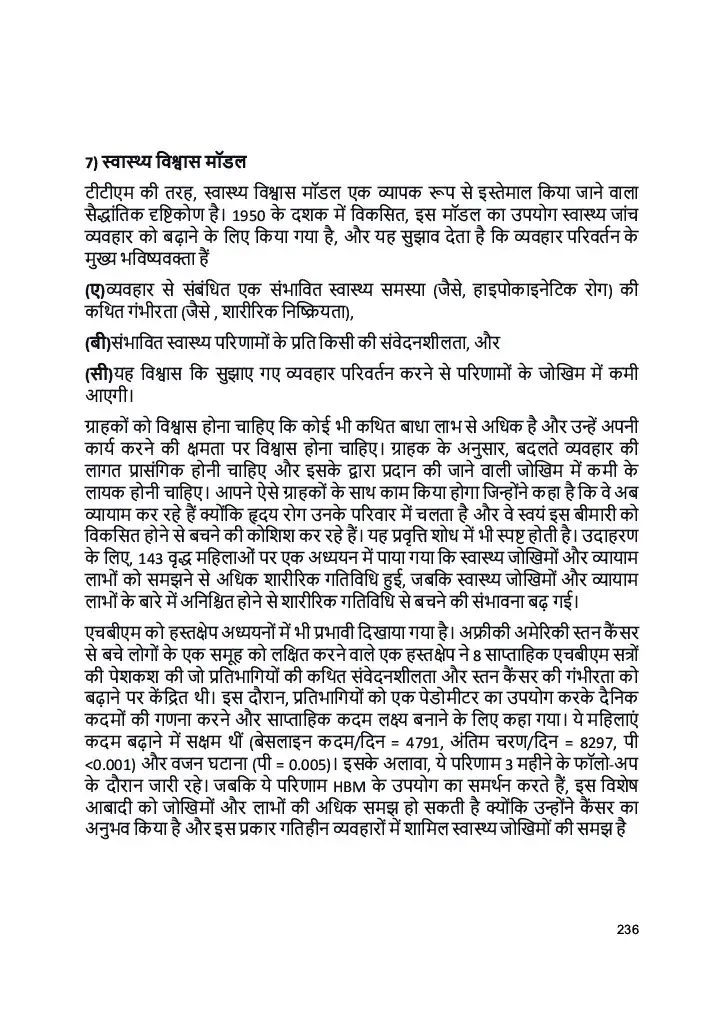 7) स्वास्थ्य विश्वास मॉडल
टीटीएम की तरह, स्वास्थ्य विश्वास मॉडल एक व्यापक रूप से इस्तेमाल किया जाने वाला
सैद्धांतिक दृष्टिकोण है। 1950 के दशक में विकसित, इस मॉडल का उपयोग स्वास्थ्य जांच
व्यवहार को बढ़ाने के लिए किया गया है, और यह सुझाव देता है कि व्यवहार परिवर्तन के
मुख्य भविष्यवक्ता हैं
(ए)व्यवहार से संबंधित एक संभावित स्वास्थ्य समस्या (जैसे, हाइपोकाइनेटिक रोग) की
कथित गंभीरता (जैसे , शारीरिक निष्क्रियता),
(बी)संभावित स्वास्थ्य परिणामों के प्रति किसी की संवेदनशीलता, और
(सी)यह विश्वास कि सुझाए गए व्यवहार परिवर्तन करने से परिणामों के जोखिम में कमी
आएगी।
ग्राहकों को विश्वास होना चाहिए कि कोई भी कथित बाधा लाभ से अधिक है और उन्हें अपनी
कार्य करने की क्षमता पर विश्वास होना चाहिए। ग्राहक के अनुसार, बदलते व्यवहार की
लागत प्रासंगिक होनी चाहिए और इसके द्वारा प्रदान की जाने वाली जोखिम में कमी के
लायक होनी चाहिए। आपने ऐसे ग्राहकों के साथ काम किया होगा जिन्होंने कहा है कि वे अब
व्यायाम कर रहे हैं क्योंकि हृदय रोग उनके परिवार में चलता है और वे स्वयं इस बीमारी को
विकसित होने से बचने की कोशिश कर रहे हैं। यह प्रवृत्ति शोध में भी स्पष्ट होती है। उदाहरण
के लिए, 143 वृद्ध महिलाओं पर एक अध्ययन में पाया गया कि स्वास्थ्य जोखिमों और व्यायाम
लाभों को समझने से अधिक शारीरिक गतिविधि हुई, जबकि स्वास्थ्य जोखिमों और व्यायाम
लाभों के बारे में अनिश्चित होने से शारीरिक गतिविधि से बचने की संभावना बढ़ गई।
एचबीएम को हस्तक्षेप अध्ययनों में भी प्रभावी दिखाया गया है। अफ्रीकी अमेरिकी स्तन कैंसर
से बचे लोगों के एक समूह को लक्षित करने वाले एक हस्तक्षेप ने 8 साप्ताहिक एचबीएम सत्रों
की पेशकश की जो प्रतिभागियों की कथित संवेदनशीलता और स्तन कैंसर की गंभीरता को
बढ़ाने पर केंद्रित थी। इस दौरान, प्रतिभागियों को एक पेडोमीटर का उपयोग करके दैनिक
कदमों की गणना करने और साप्ताहिक कदम लक्ष्य बनाने के लिए कहा गया। ये महिलाएं
कदम बढ़ाने में सक्षम थीं (बेसलाइन कदम/दिन = 4791, अंतिम चरण/दिन = 8297, पी
<0.001) और वजन घटाना (पी = 0.005)। इसके अलावा, ये परिणाम 3 महीने के फॉलो-अप
के दौरान जारी रहे। जबकि ये परिणाम HBM के उपयोग का समर्थन करते हैं, इस विशेष
आबादी को जोखिमों और लाभों की अधिक समझ हो सकती है क्योंकि उन्होंने कैंसर का
अनुभव किया है और इस प्रकार गतिहीन व्यवहारों में शामिल स्वास्थ्य जोखिमों की समझ है
236